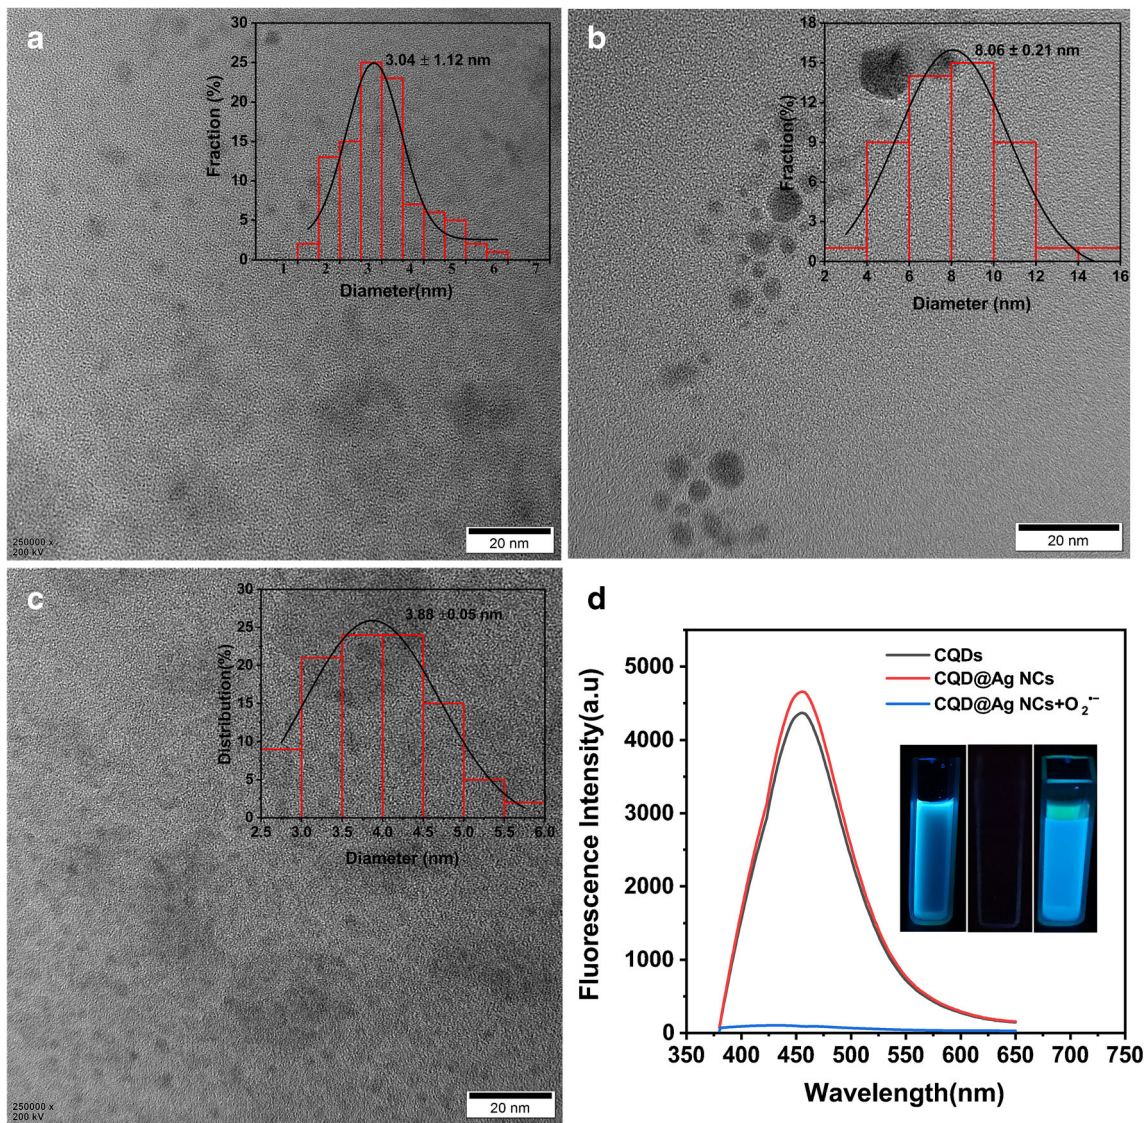 a
30
25
20
15
10
5
0
Fraction (%)
3.04 ± 1.12 nm
1 2 3 4 5 6 7
Diameter(nm)
250000 x
200 kV
20 nm
b
18
15
12
9
6
3
0
Fraction(%)
8.06 ± 0.21 nm
2 4 6 8 10 12 14 16
Diameter (nm)
20 nm
c
30
25
20
15
10
5
0
Distribution(%)
3.88 ±0.05 nm
2.5 3.0 3.5 4.0 4.5 5.0 5.5 6.0
Diameter (nm)
250000 x
200 kV
20 nm
d
5000
4000
3000
2000
1000
0
Fluorescence Intensity(a.u)
CQDs
CQD@Ag NCs
CQD@Ag NCs+O₂•−
350 400 450 500 550 600 650 700 750
Wavelength(nm)